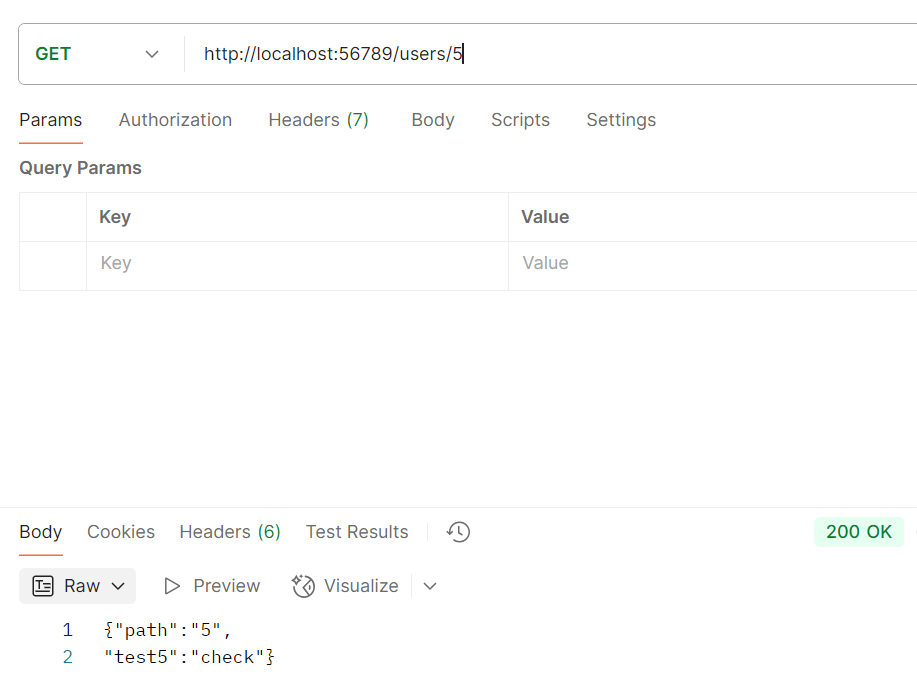 GET http://localhost:56789/users/5
Params Authorization Headers (7) Body Scripts Settings
Query Params
Key Value
Key Value
Body Cookies Headers (6) Test Results 200 OK
Raw Preview Visualize
1 {"path":"5",
2 "test5":"check"}